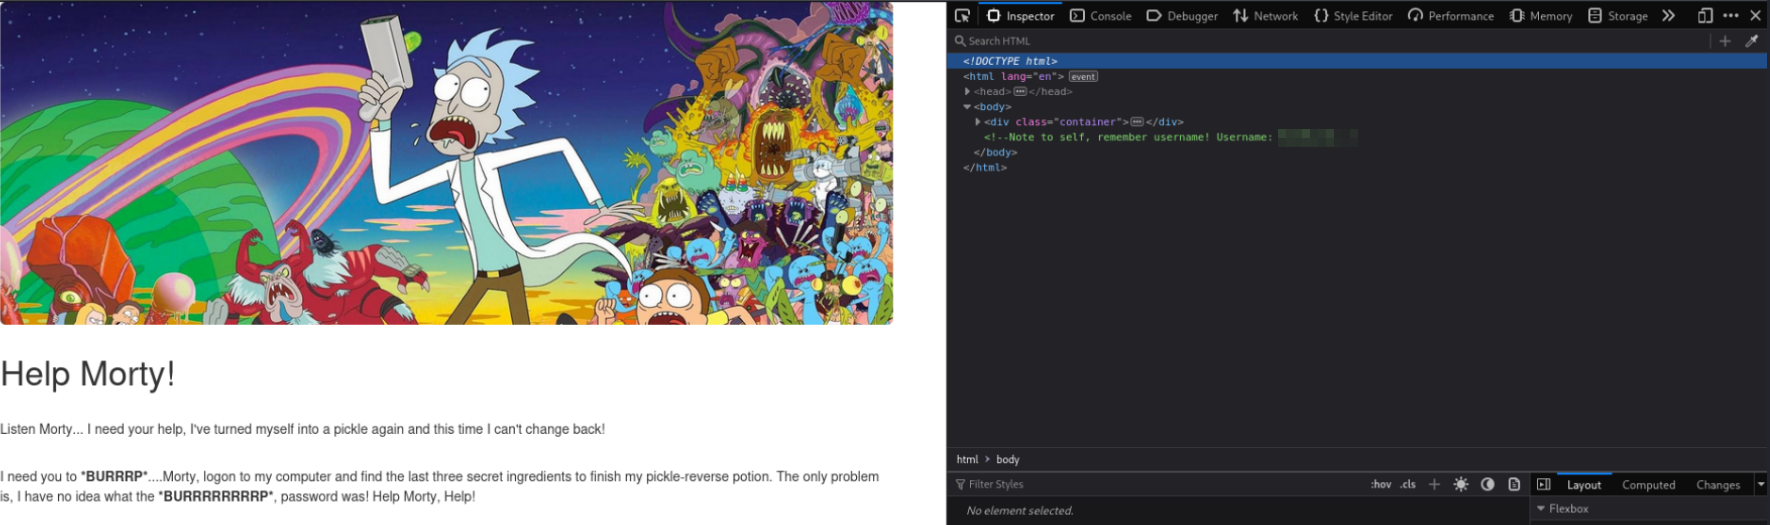 Help Morty!
Listen Morty... I need your help, I've turned myself into a pickle again and this time I can't change back!
I need you to *BURRRP*....Morty, logon to my computer and find the last three secret ingredients to finish my pickle-reverse potion. The only problem
is, I have no idea what the *BURRRRRRRRP*, password was! Help Morty, Help!
Inspector Console Debugger Network Style Editor Performance Memory Storage
Search HTML
<!DOCTYPE html>
<html lang="en"> event
<head> </head>
<body>
<div class="container"> </div>
<!--Note to self, remember username! Username:
</body>
</html>
html > body
Filter Styles :hov .cls + Layout Computed Changes
No element selected. Flexbox